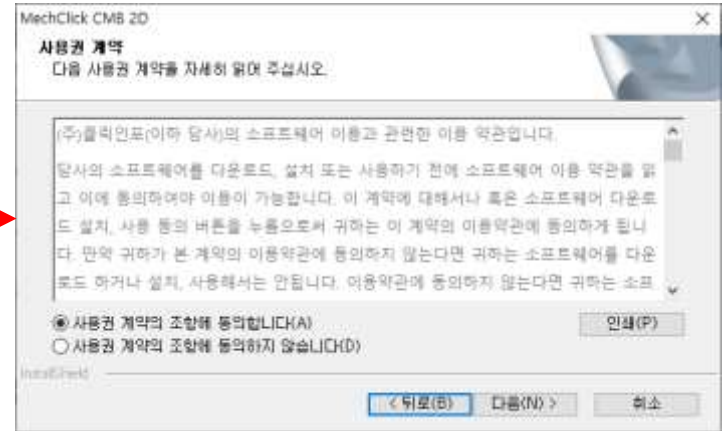 MechClick CMB 2D
사용권 계약
다음 사용권 계약을 자세히 읽어 주십시오.
(주)클릭인포(이하 당사)의 소프트웨어 이용과 관련한 이용 약관입니다.
당사의 소프트웨어를 다운로드, 설치 또는 사용하기 전에 소프트웨어 이용 약관을 읽
고 이에 동의하여야 이용이 가능합니다. 이 계약에 대해서나 혹은 소프트웨어 다운로
드 설치, 사용 등의 버튼을 누름으로써 귀하는 이 계약의 이용약관에 동의하게 됩니
다. 만약 귀하가 본 계약의 이용약관에 동의하지 않는다면 귀하는 소프트웨어를 다운
로드 하거나 설치, 사용해서는 안됩니다. 이용약관에 동의하지 않는다면 귀하는 소프
사용권 계약의 조항에 동의합니다(A)
인쇄(P)
사용권 계약의 조항에 동의하지 않습니다(D)
InstallShield
< 뒤로(B)
다음(N) >
취소